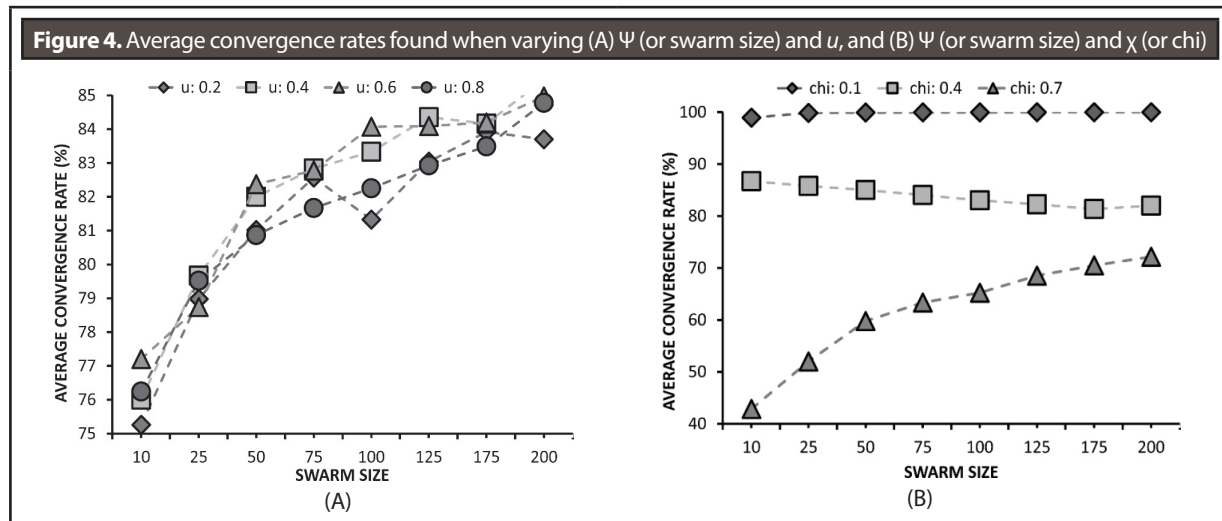 Figure 4. Average convergence rates found when varying (A) Ψ (or swarm size) and u, and (B) Ψ (or swarm size) and χ (or chi)
u: 0.2 u: 0.4 u: 0.6 u: 0.8
AVERAGE CONVERGENCE RATE (%)
85
84
83
82
81
80
79
78
77
76
75
10 25 50 75 100 125 175 200
SWARM SIZE
(A)
chi: 0.1 chi: 0.4 chi: 0.7
AVERAGE CONVERGENCE RATE (%)
100
90
80
70
60
50
40
10 25 50 75 100 125 175 200
SWARM SIZE
(B)